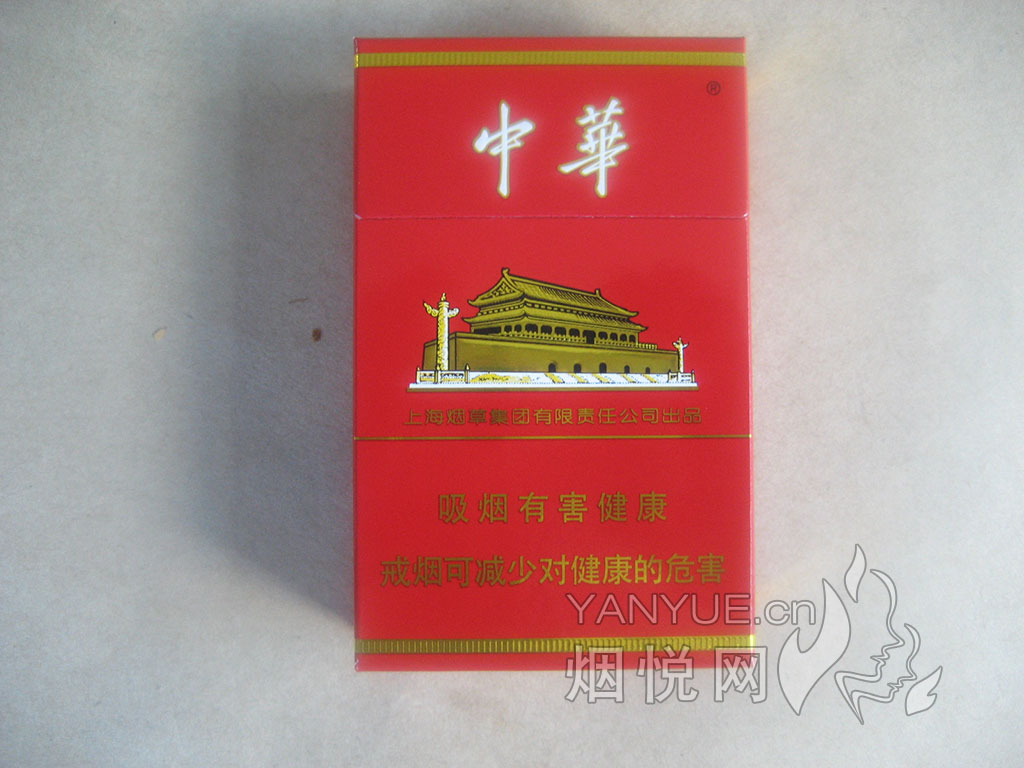 中華
®
上海烟草集团有限责任公司出品
吸烟有害健康
戒烟可减少对健康的危害
YANYUE.cn
烟悦网